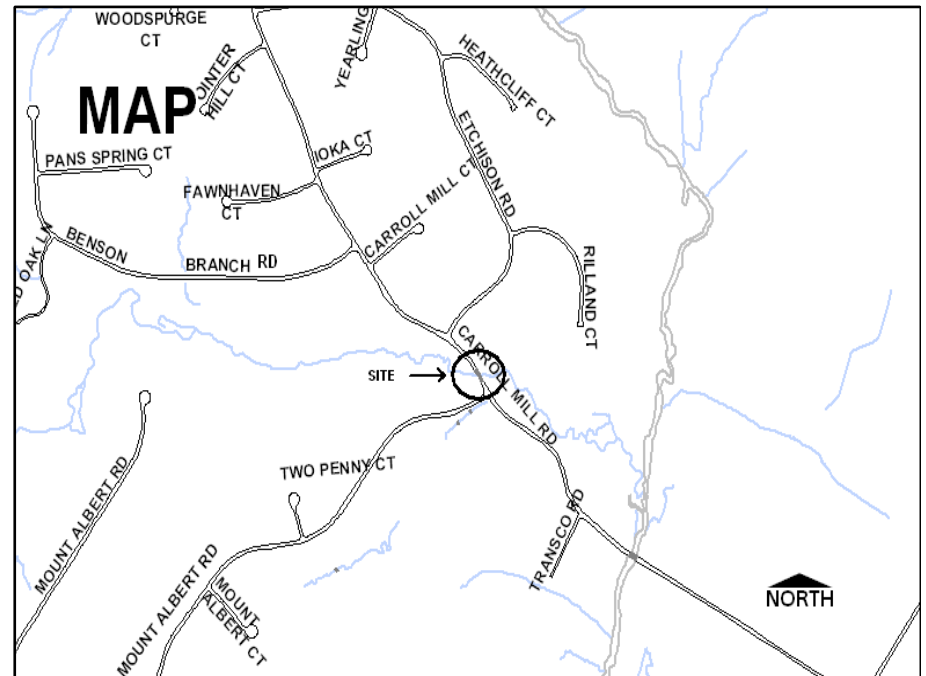 WOODSPURGE
CT
OINTER
HILL CT
YEARLING
HEATHCLIFF CT
MAP
IOKA CT
ETCHISON RD
PANS SPRING CT
FAWNHAVEN
CT
CARROLL MILL CT
D OAK LN
BENSON
BRANCH RD
RILLAND CT
SITE
CARROLL MILL RD
TWO PENNY CT
MOUNT ALBERT RD
TRANSCO RD
MOUNT ALBERT RD
MOUNT
ALBERT CT
NORTH